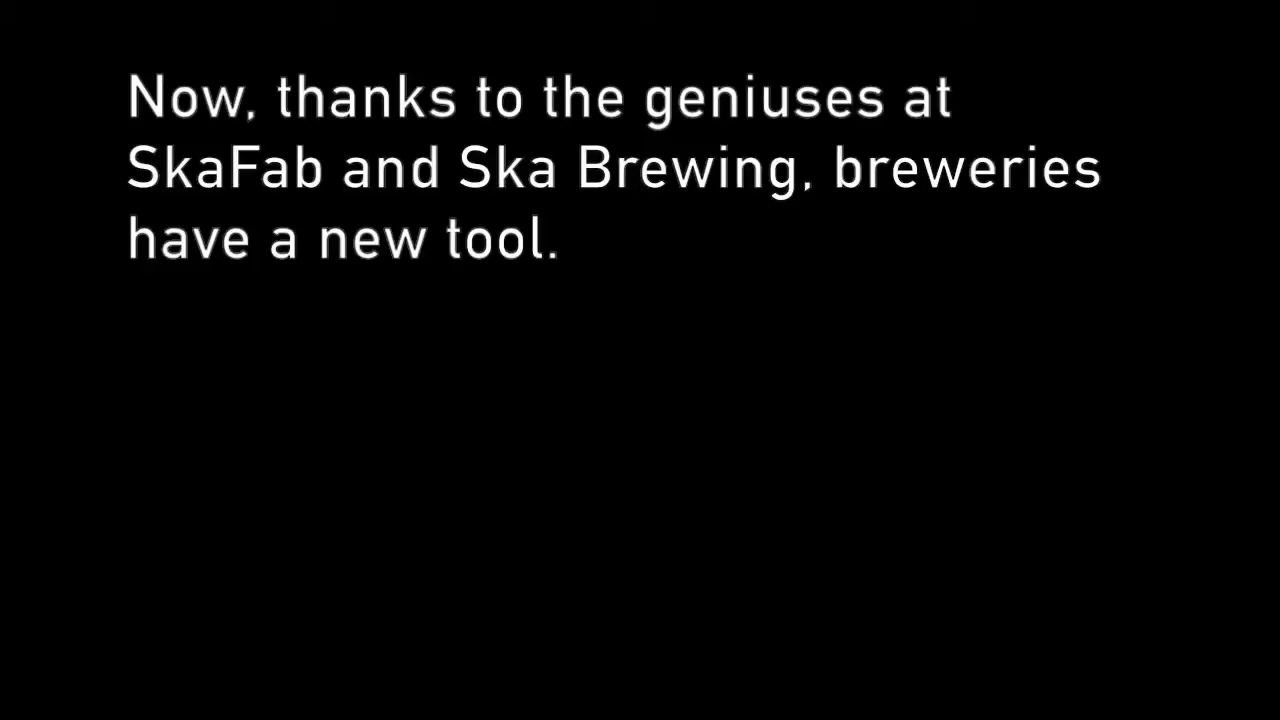 Now, thanks to the geniuses at
SkaFab and Ska Brewing, breweries
have a new tool.